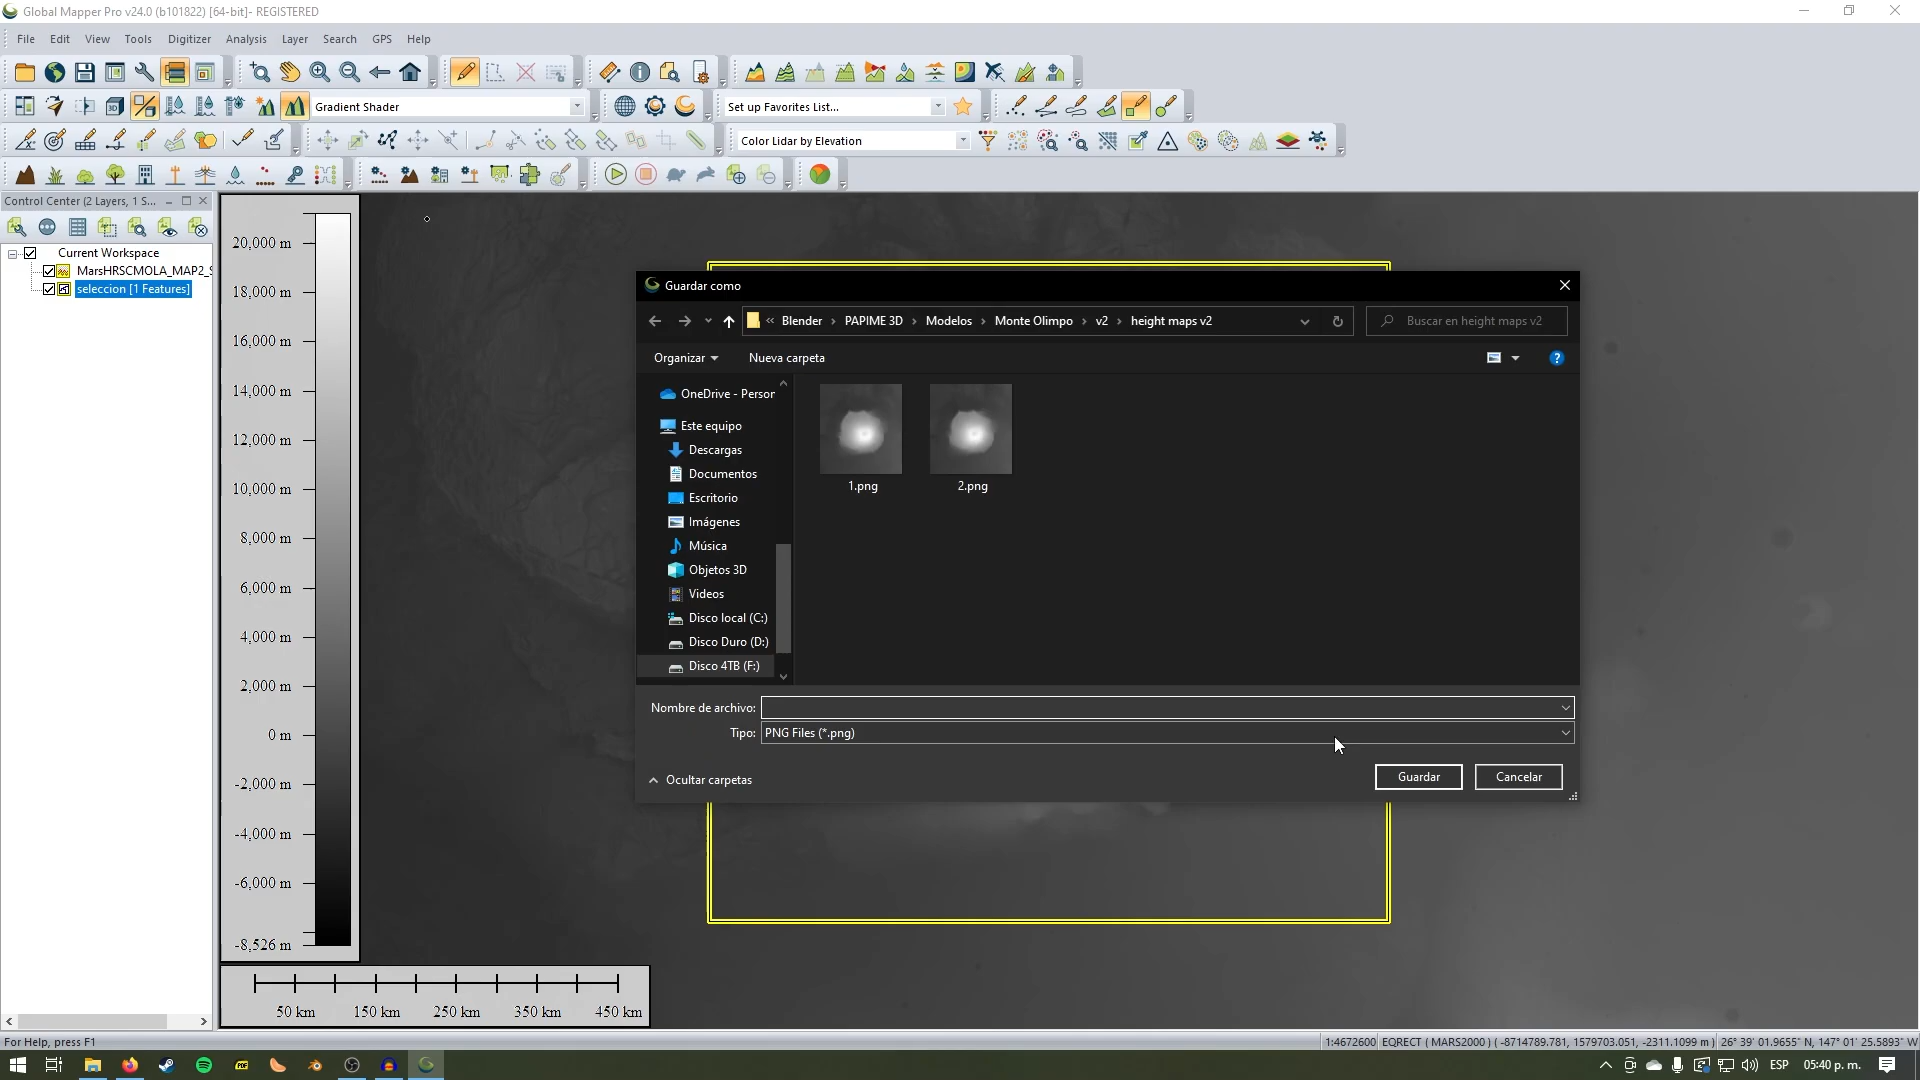 Global Mapper Pro v24.0 (b101822) [64-bit]- REGISTERED
File Edit View Tools Digitizer Analysis Layer Search GPS Help
Gradient Shader
Set up Favorites List...
Color Lidar by Elevation
Control Center (2 Layers, 1 S...
Current Workspace
MarsHRSCMOLA_MAP2_S
seleccion [1 Features]
20,000 m
18,000 m
16,000 m
14,000 m
12,000 m
10,000 m
8,000 m
6,000 m
4,000 m
2,000 m
0 m
-2,000 m
-4,000 m
-6,000 m
-8,526 m
50 km 150 km 250 km 350 km 450 km
Guardar como
« Blender › PAPIME 3D › Modelos › Monte Olimpo › v2 › height maps v2
Buscar en height maps v2
Organizar Nueva carpeta
OneDrive - Person
Este equipo
Descargas
Documentos
Escritorio
Imágenes
Música
Objetos 3D
Videos
Disco local (C:)
Disco Duro (D:)
Disco 4TB (F:)
1.png 2.png
Nombre de archivo:
Tipo: PNG Files (*.png)
Ocultar carpetas
Guardar Cancelar
For Help, press F1
1:4672600 EQRECT ( MARS2000 ) ( -8714789.781, 1579703.051, -2311.1099 m ) 26° 39' 01.9655" N, 147° 01' 25.5893" W
ESP 05:40 p. m.